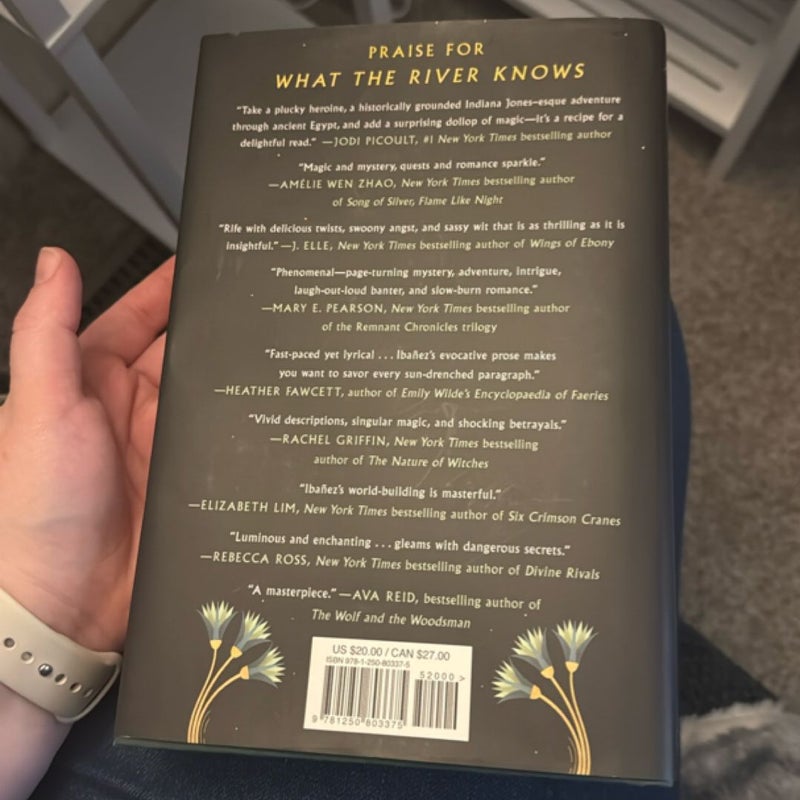 PRAISE FOR
WHAT THE RIVER KNOWS
"Take a plucky heroine, a historically grounded Indiana Jones–esque adventure
through ancient Egypt, and add a surprising dollop of magic—it's a recipe for a
delightful read." —JODI PICOULT, #1 New York Times bestselling author
"Magic and mystery, quests and romance sparkle."
—AMÉLIE WEN ZHAO, New York Times bestselling author
of Song of Silver, Flame Like Night
"Rife with delicious twists, swoony angst, and sassy wit that is as thrilling as it is
insightful." —J. ELLE, New York Times bestselling author of Wings of Ebony
"Phenomenal—page-turning mystery, adventure, intrigue,
laugh-out-loud banter, and slow-burn romance."
—MARY E. PEARSON, New York Times bestselling author
of the Remnant Chronicles trilogy
"Fast-paced yet lyrical . . . Ibañez's evocative prose makes
you want to savor every sun-drenched paragraph."
—HEATHER FAWCETT, author of Emily Wilde's Encyclopaedia of Faeries
"Vivid descriptions, singular magic, and shocking betrayals."
—RACHEL GRIFFIN, New York Times bestselling
author of The Nature of Witches
"Ibañez's world-building is masterful."
—ELIZABETH LIM, New York Times bestselling author of Six Crimson Cranes
"Luminous and enchanting . . . gleams with dangerous secrets."
—REBECCA ROSS, New York Times bestselling author of Divine Rivals
"A masterpiece." —AVA REID, bestselling author of
The Wolf and the Woodsman
US $20.00 / CAN $27.00
ISBN 978-1-250-80337-5
52000 >
9 781250 803375